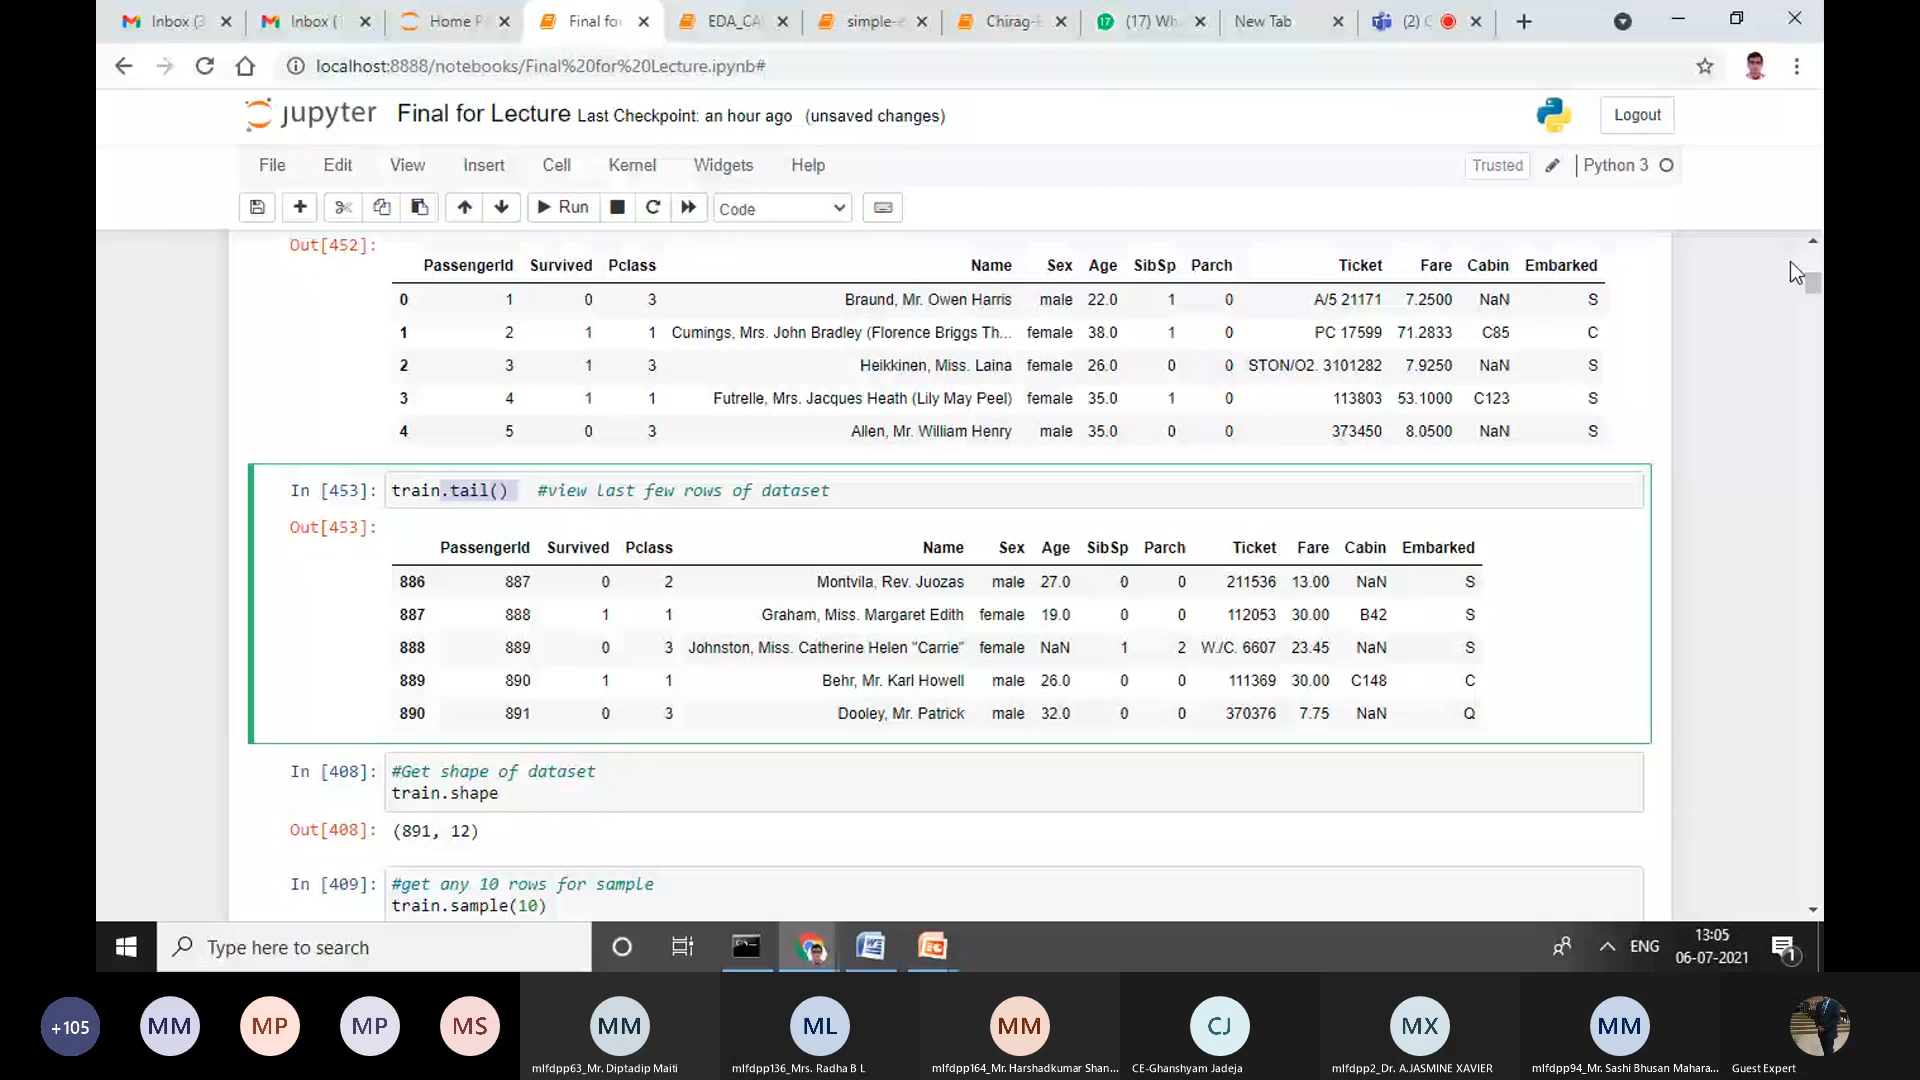 Inbox (3
Inbox (1
Home P
Final fo
EDA_CA
simple-e
Chirag-
(17) Wh
New Tab
(2) C
localhost:8888/notebooks/Final%20for%20Lecture.ipynb#
jupyter Final for Lecture Last Checkpoint: an hour ago (unsaved changes)
Logout
File Edit View Insert Cell Kernel Widgets Help
Trusted Python 3
Run Code
Out[452]:
PassengerId Survived Pclass Name Sex Age SibSp Parch Ticket Fare Cabin Embarked
0 1 0 3 Braund, Mr. Owen Harris male 22.0 1 0 A/5 21171 7.2500 NaN S
1 2 1 1 Cumings, Mrs. John Bradley (Florence Briggs Th... female 38.0 1 0 PC 17599 71.2833 C85 C
2 3 1 3 Heikkinen, Miss. Laina female 26.0 0 0 STON/O2. 3101282 7.9250 NaN S
3 4 1 1 Futrelle, Mrs. Jacques Heath (Lily May Peel) female 35.0 1 0 113803 53.1000 C123 S
4 5 0 3 Allen, Mr. William Henry male 35.0 0 0 373450 8.0500 NaN S
In [453]: train.tail() #view last few rows of dataset
Out[453]:
PassengerId Survived Pclass Name Sex Age SibSp Parch Ticket Fare Cabin Embarked
886 887 0 2 Montvila, Rev. Juozas male 27.0 0 0 211536 13.00 NaN S
887 888 1 1 Graham, Miss. Margaret Edith female 19.0 0 0 112053 30.00 B42 S
888 889 0 3 Johnston, Miss. Catherine Helen "Carrie" female NaN 1 2 W./C. 6607 23.45 NaN S
889 890 1 1 Behr, Mr. Karl Howell male 26.0 0 0 111369 30.00 C148 C
890 891 0 3 Dooley, Mr. Patrick male 32.0 0 0 370376 7.75 NaN Q
In [408]: #Get shape of dataset
train.shape
Out[408]: (891, 12)
In [409]: #get any 10 rows for sample
train.sample(10)
Type here to search
ENG
13:05
06-07-2021
1
+105
MM
MP
MP
MS
MM
ML
MM
CJ
MX
MM
mlfdpp63_Mr. Diptadip Maiti
mlfdpp136_Mrs. Radha B L
mlfdpp164_Mr. Harshadkumar Shan...
CE-Ghanshyam Jadeja
mlfdpp2_Dr. A.JASMINE XAVIER
mlfdpp94_Mr. Sashi Bhusan Mahara...
Guest Expert